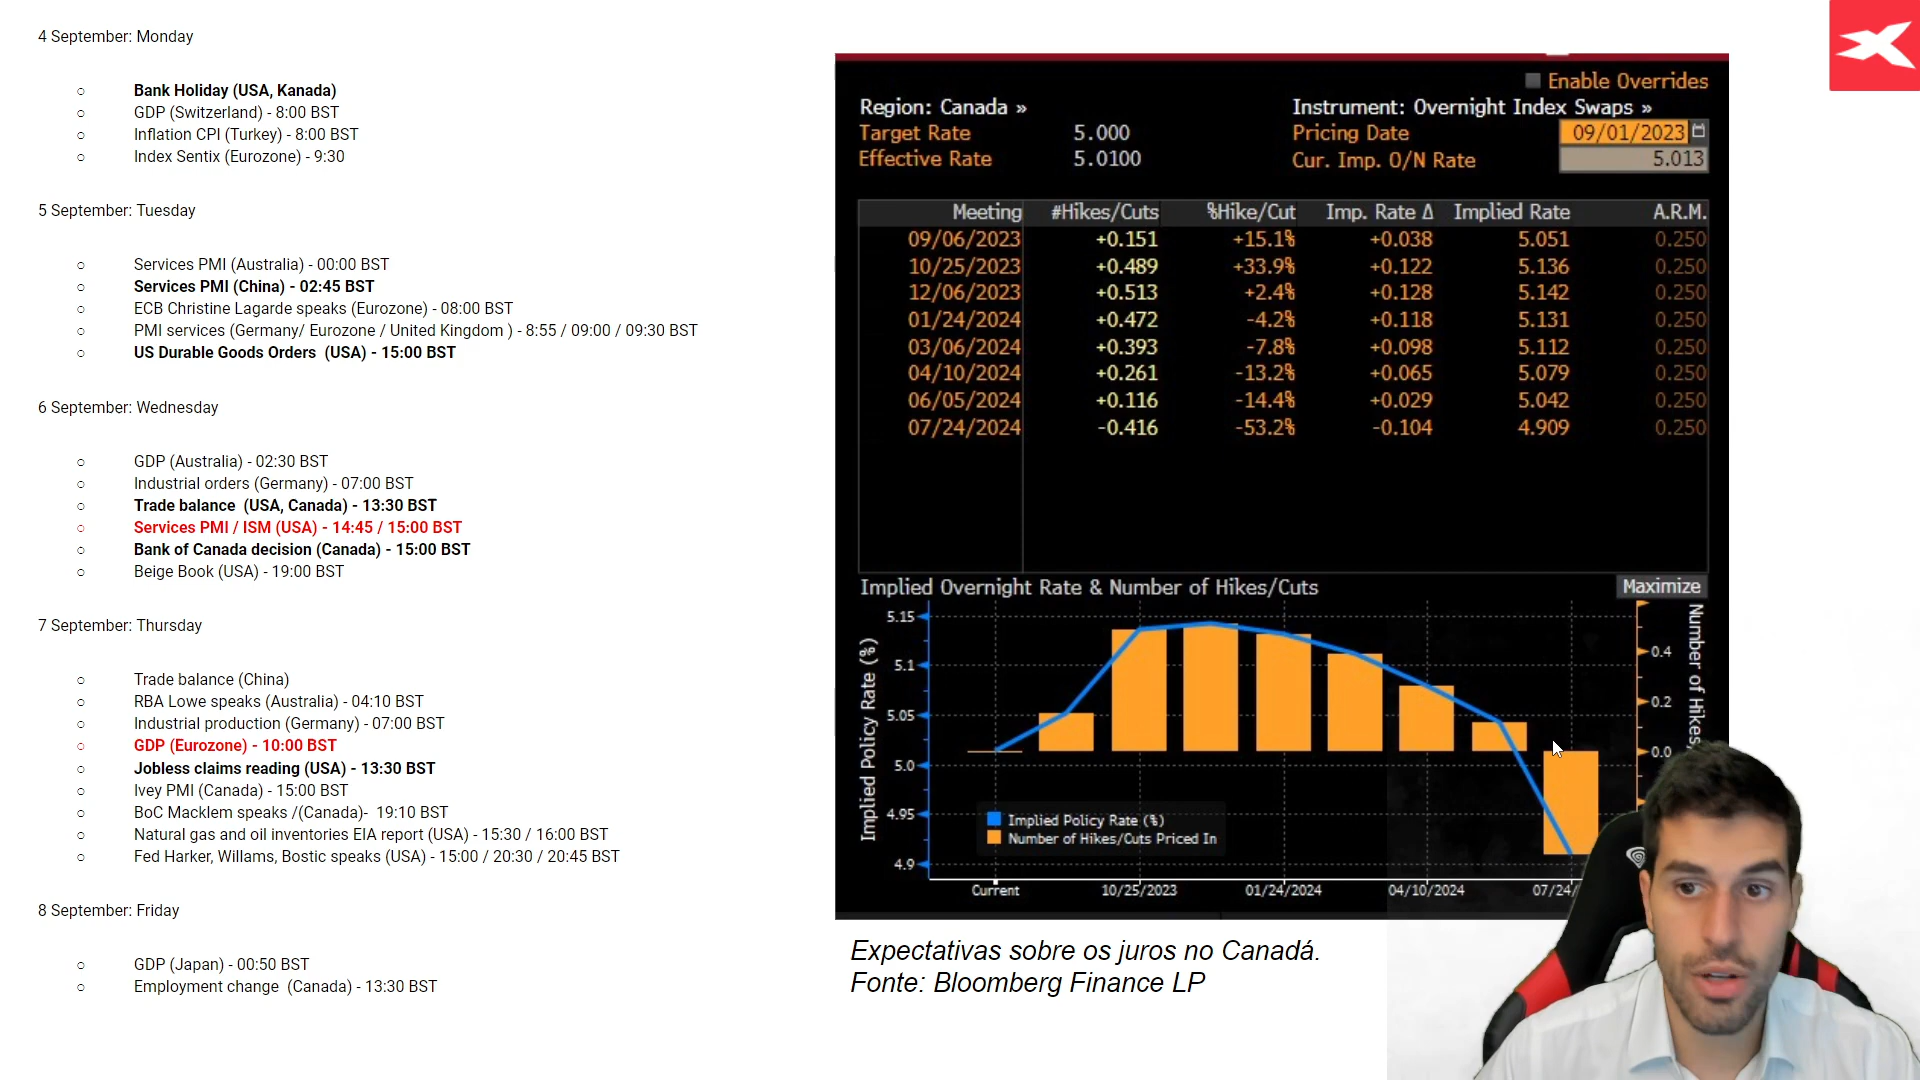 4 September: Monday
Bank Holiday (USA, Kanada)
GDP (Switzerland) - 8:00 BST
Inflation CPI (Turkey) - 8:00 BST
Index Sentix (Eurozone) - 9:30
5 September: Tuesday
Services PMI (Australia) - 00:00 BST
Services PMI (China) - 02:45 BST
ECB Christine Lagarde speaks (Eurozone) - 08:00 BST
PMI services (Germany/ Eurozone / United Kingdom ) - 8:55 / 09:00 / 09:30 BST
US Durable Goods Orders  (USA) - 15:00 BST
6 September: Wednesday
GDP (Australia) - 02:30 BST
Industrial orders (Germany) - 07:00 BST
Trade balance  (USA, Canada) - 13:30 BST
Services PMI / ISM (USA) - 14:45 / 15:00 BST
Bank of Canada decision (Canada) - 15:00 BST
Beige Book (USA) - 19:00 BST
7 September: Thursday
Trade balance (China)
RBA Lowe speaks (Australia) - 04:10 BST
Industrial production (Germany) - 07:00 BST
GDP (Eurozone) - 10:00 BST
Jobless claims reading (USA) - 13:30 BST
Ivey PMI (Canada) - 15:00 BST
BoC Macklem speaks /(Canada)-  19:10 BST
Natural gas and oil inventories EIA report (USA) - 15:30 / 16:00 BST
Fed Harker, Willams, Bostic speaks (USA) - 15:00 / 20:30 / 20:45 BST
8 September: Friday
GDP (Japan) - 00:50 BST
Employment change  (Canada) - 13:30 BST
Enable Overrides
Region: Canada » Instrument: Overnight Index Swaps »
Target Rate 5.000 Pricing Date 09/01/2023
Effective Rate 5.0100 Cur. Imp. O/N Rate 5.013
Meeting #Hikes/Cuts %Hike/Cut Imp. Rate Δ Implied Rate A.R.M.
09/06/2023 +0.151 +15.1% +0.038 5.051 0.250
10/25/2023 +0.489 +33.9% +0.122 5.136 0.250
12/06/2023 +0.513 +2.4% +0.128 5.142 0.250
01/24/2024 +0.472 -4.2% +0.118 5.131 0.250
03/06/2024 +0.393 -7.8% +0.098 5.112 0.250
04/10/2024 +0.261 -13.2% +0.065 5.079 0.250
06/05/2024 +0.116 -14.4% +0.029 5.042 0.250
07/24/2024 -0.416 -53.2% -0.104 4.909 0.250
Implied Overnight Rate & Number of Hikes/Cuts Maximize
Implied Policy Rate (%)
5.15
5.1
5.05
5.0
4.95
4.9
0.4
0.2
0.0
Number of Hikes
Implied Policy Rate (%)
Number of Hikes/Cuts Priced In
Current 10/25/2023 01/24/2024 04/10/2024 07/24/
Expectativas sobre os juros no Canadá.
Fonte: Bloomberg Finance LP